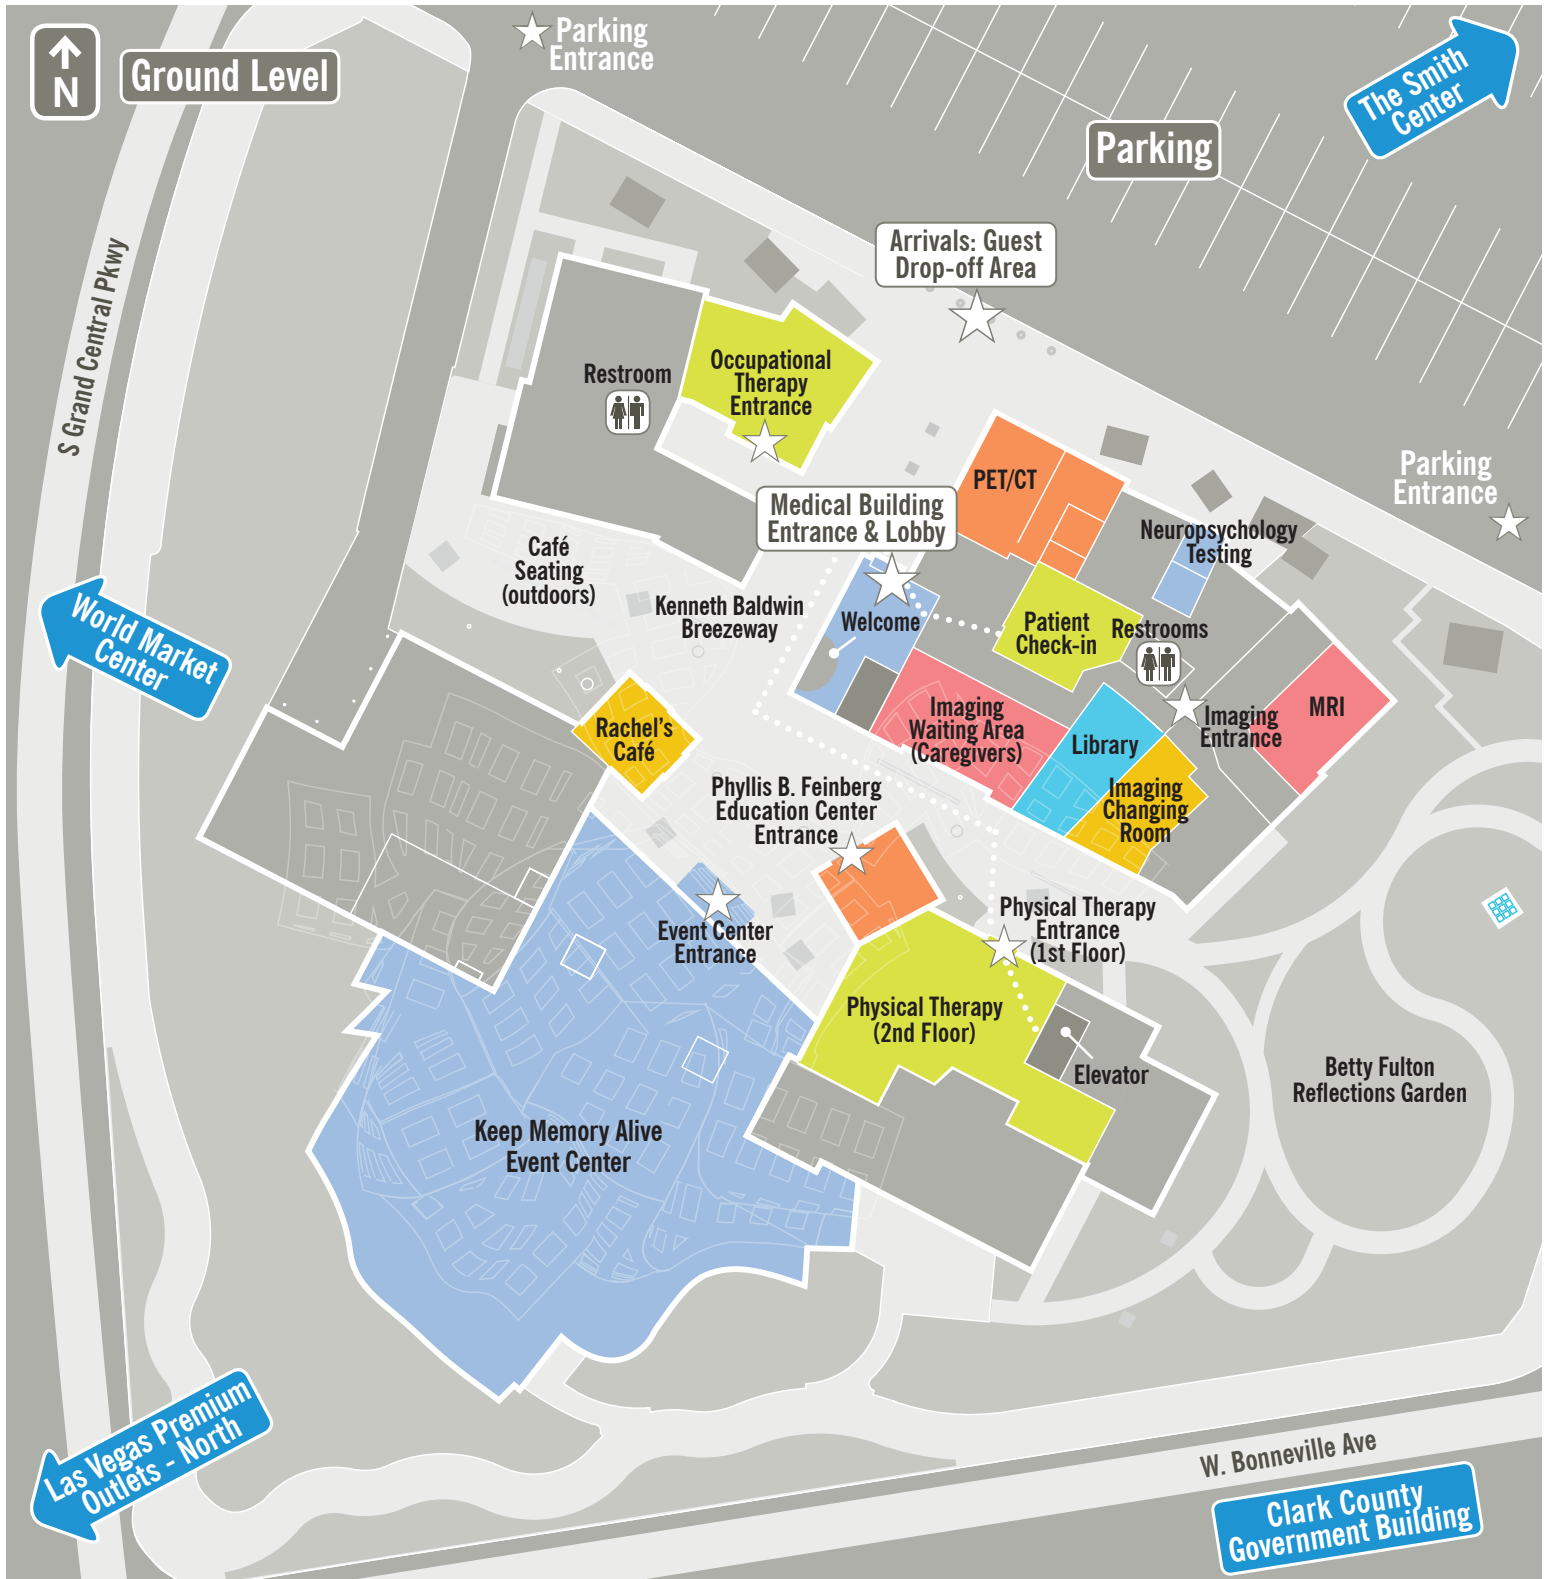 Parking
Entrance
N
Ground Level
The Smith
Center
Parking
Arrivals: Guest
Drop-off Area
S Grand Central Pkwy
Restroom
Occupational
Therapy
Entrance
Parking
Entrance
PET/CT
Medical Building
Entrance & Lobby
Neuropsychology
Testing
Café
Seating
(outdoors)
Kenneth Baldwin
Breezeway
Welcome
Patient
Check-in
Restrooms
World Market
Center
Rachel's
Café
Imaging
Waiting Area
(Caregivers)
Library
Imaging
Entrance
MRI
Imaging
Changing
Room
Phyllis B. Feinberg
Education Center
Entrance
Event Center
Entrance
Physical Therapy
Entrance
(1st Floor)
Physical Therapy
(2nd Floor)
Elevator
Betty Fulton
Reflections Garden
Keep Memory Alive
Event Center
Las Vegas Premium
Outlets - North
W. Bonneville Ave
Clark County
Government Building